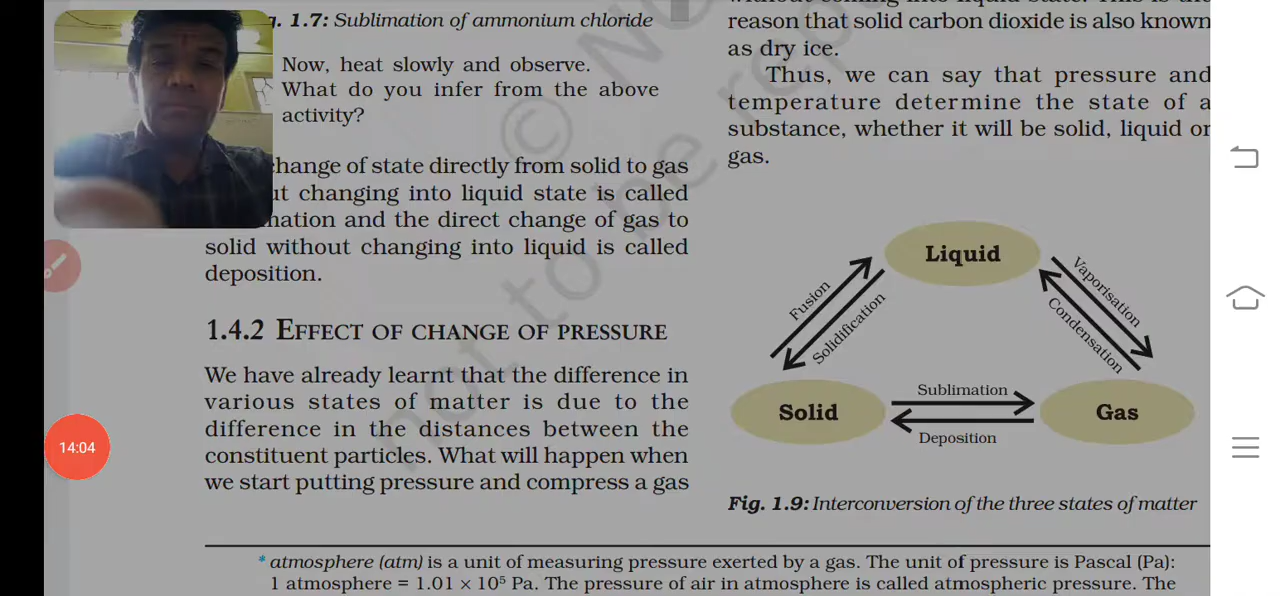 g. 1.7: Sublimation of ammonium chloride
Now, heat slowly and observe.
What do you infer from the above
activity?
change of state directly from solid to gas
ut changing into liquid state is called
mation and the direct change of gas to
solid without changing into liquid is called
deposition.
1.4.2 EFFECT OF CHANGE OF PRESSURE
We have already learnt that the difference in
various states of matter is due to the
difference in the distances between the
constituent particles. What will happen when
we start putting pressure and compress a gas
reason that solid carbon dioxide is also known
as dry ice.
Thus, we can say that pressure and
temperature determine the state of a
substance, whether it will be solid, liquid or
gas.
Liquid
Fusion
Solidification
Vaporisation
Condensation
Solid
Sublimation
Deposition
Gas
Fig. 1.9: Interconversion of the three states of matter
* atmosphere (atm) is a unit of measuring pressure exerted by a gas. The unit of pressure is Pascal (Pa):
1 atmosphere = 1.01 × 10⁵ Pa. The pressure of air in atmosphere is called atmospheric pressure. The
14:04
not to be rep